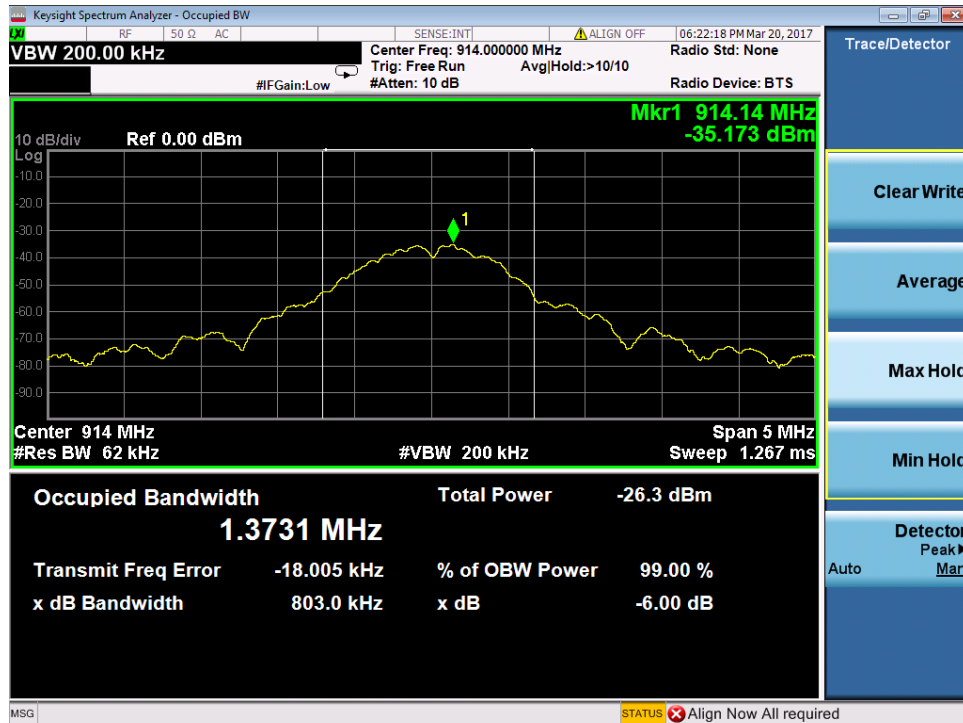 Keysight Spectrum Analyzer - Occupied BW
LXI RF 50 Ω AC SENSE:INT ALIGN OFF 06:22:18 PM Mar 20, 2017
VBW 200.00 kHz
Center Freq: 914.000000 MHz Radio Std: None
Trig: Free Run Avg|Hold:>10/10
#IFGain:Low #Atten: 10 dB Radio Device: BTS
Trace/Detector
Mkr1 914.14 MHz
-35.173 dBm
10 dB/div Ref 0.00 dBm
Log
-10.0
-20.0
-30.0
-40.0
-50.0
-60.0
-70.0
-80.0
-90.0
1
Center 914 MHz Span 5 MHz
#Res BW 62 kHz #VBW 200 kHz Sweep 1.267 ms
Occupied Bandwidth Total Power -26.3 dBm
1.3731 MHz
Transmit Freq Error -18.005 kHz % of OBW Power 99.00 %
x dB Bandwidth 803.0 kHz x dB -6.00 dB
Clear Write
Average
Max Hold
Min Hold
Detector
Peak
Auto Man
MSG STATUS Align Now All required